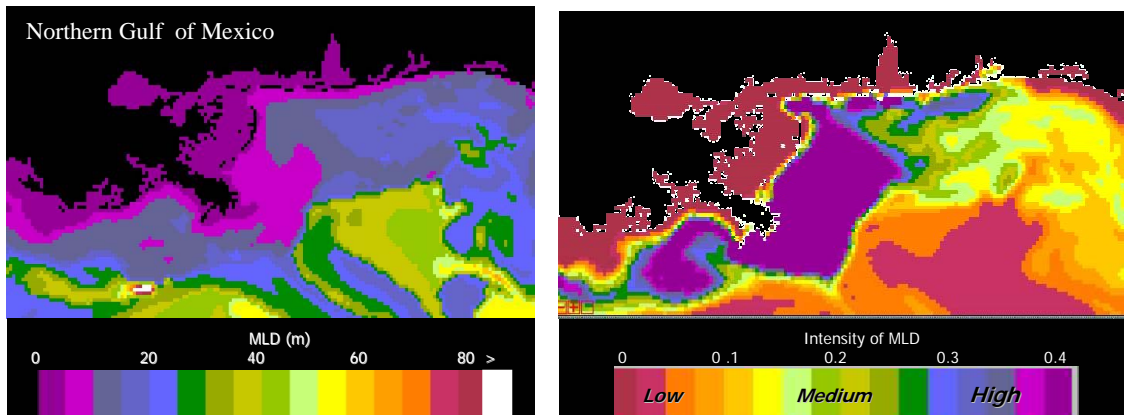 Northern Gulf of Mexico
MLD (m)
0 20 40 60 80 >
Intensity of MLD
0 0 .1 0.2 0.3 0.4
Low Medium High